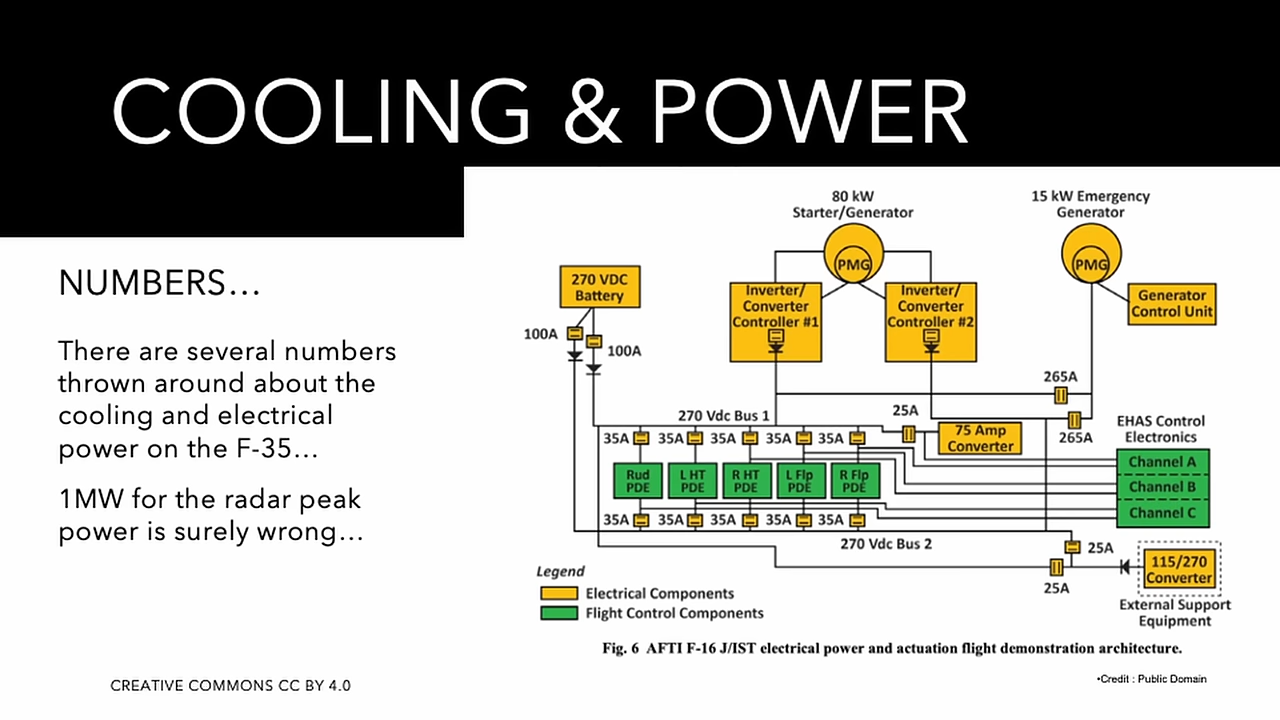 COOLING & POWER
NUMBERS...
There are several numbers
thrown around about the
cooling and electrical
power on the F-35...
1MW for the radar peak
power is surely wrong...
CREATIVE COMMONS CC BY 4.0
80 kW
Starter/Generator
15 kW Emergency
Generator
PMG
PMG
270 VDC
Battery
Inverter/
Converter
Controller #1
Inverter/
Converter
Controller #2
Generator
Control Unit
100A
100A
265A
265A
270 Vdc Bus 1
25A
75 Amp
Converter
EHAS Control
Electronics
35A
35A
35A
35A
35A
Rud
PDE
L HT
PDE
R HT
PDE
L Flp
PDE
R Flp
PDE
Channel A
Channel B
Channel C
35A
35A
35A
35A
35A
270 Vdc Bus 2
25A
25A
115/270
Converter
External Support
Equipment
Legend
Electrical Components
Flight Control Components
Fig. 6 AFTI F-16 J/IST electrical power and actuation flight demonstration architecture.
•Credit : Public Domain